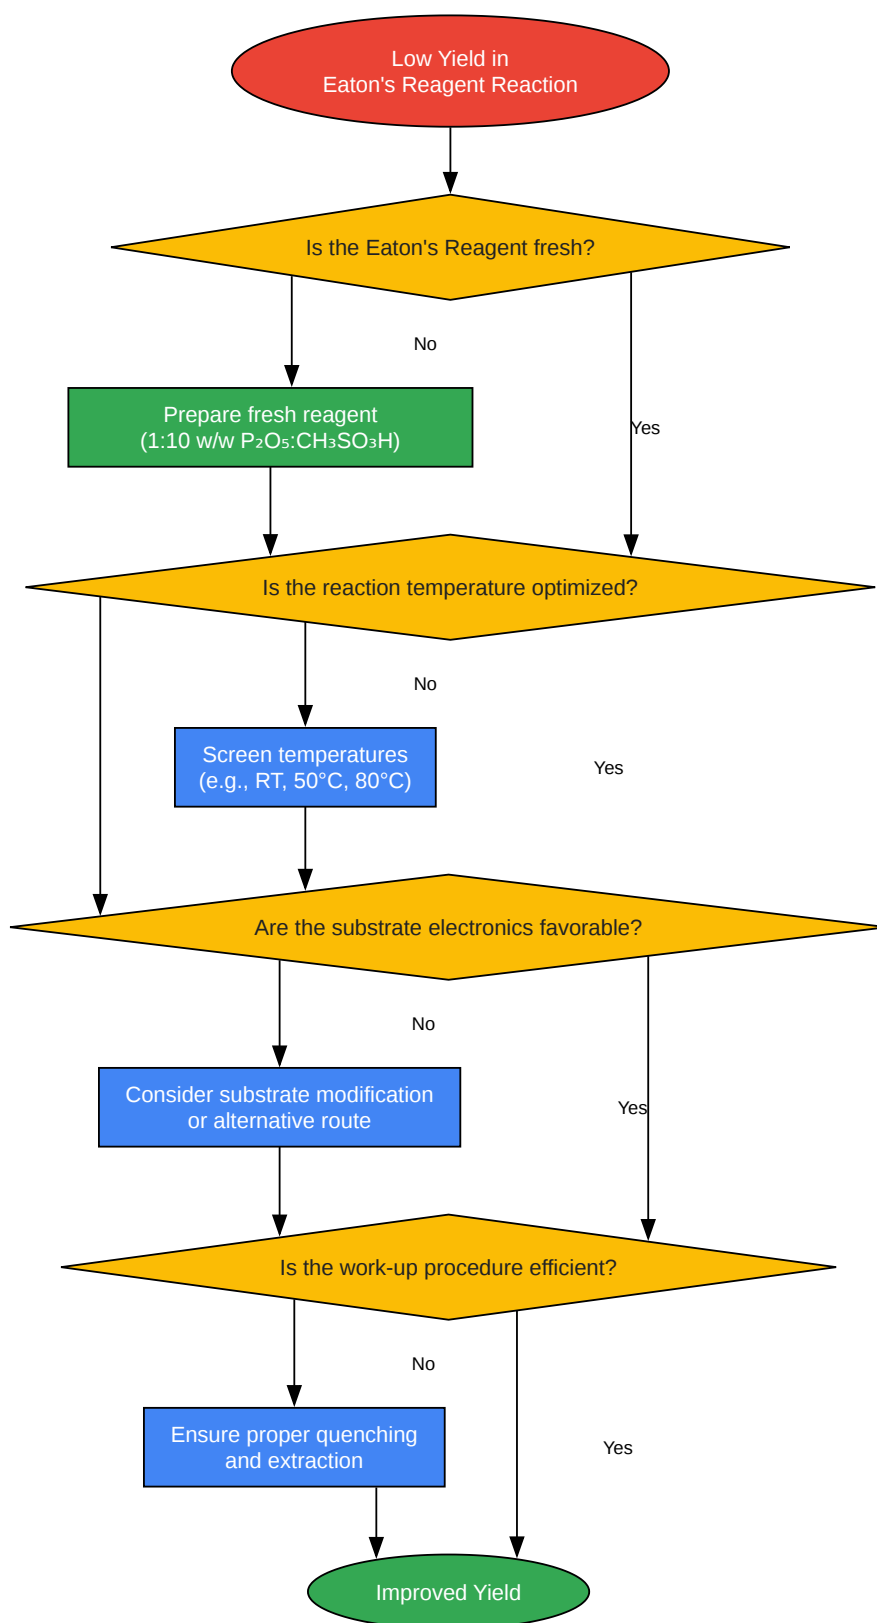 Low Yield in
Eaton's Reagent Reaction
Is the Eaton's Reagent fresh?
No
Prepare fresh reagent
(1:10 w/w P₂O₅:CH₃SO₃H)
Yes
Is the reaction temperature optimized?
No
Screen temperatures
(e.g., RT, 50°C, 80°C)
Yes
Are the substrate electronics favorable?
No
Consider substrate modification
or alternative route
Yes
Is the work-up procedure efficient?
No
Ensure proper quenching
and extraction
Yes
Improved Yield